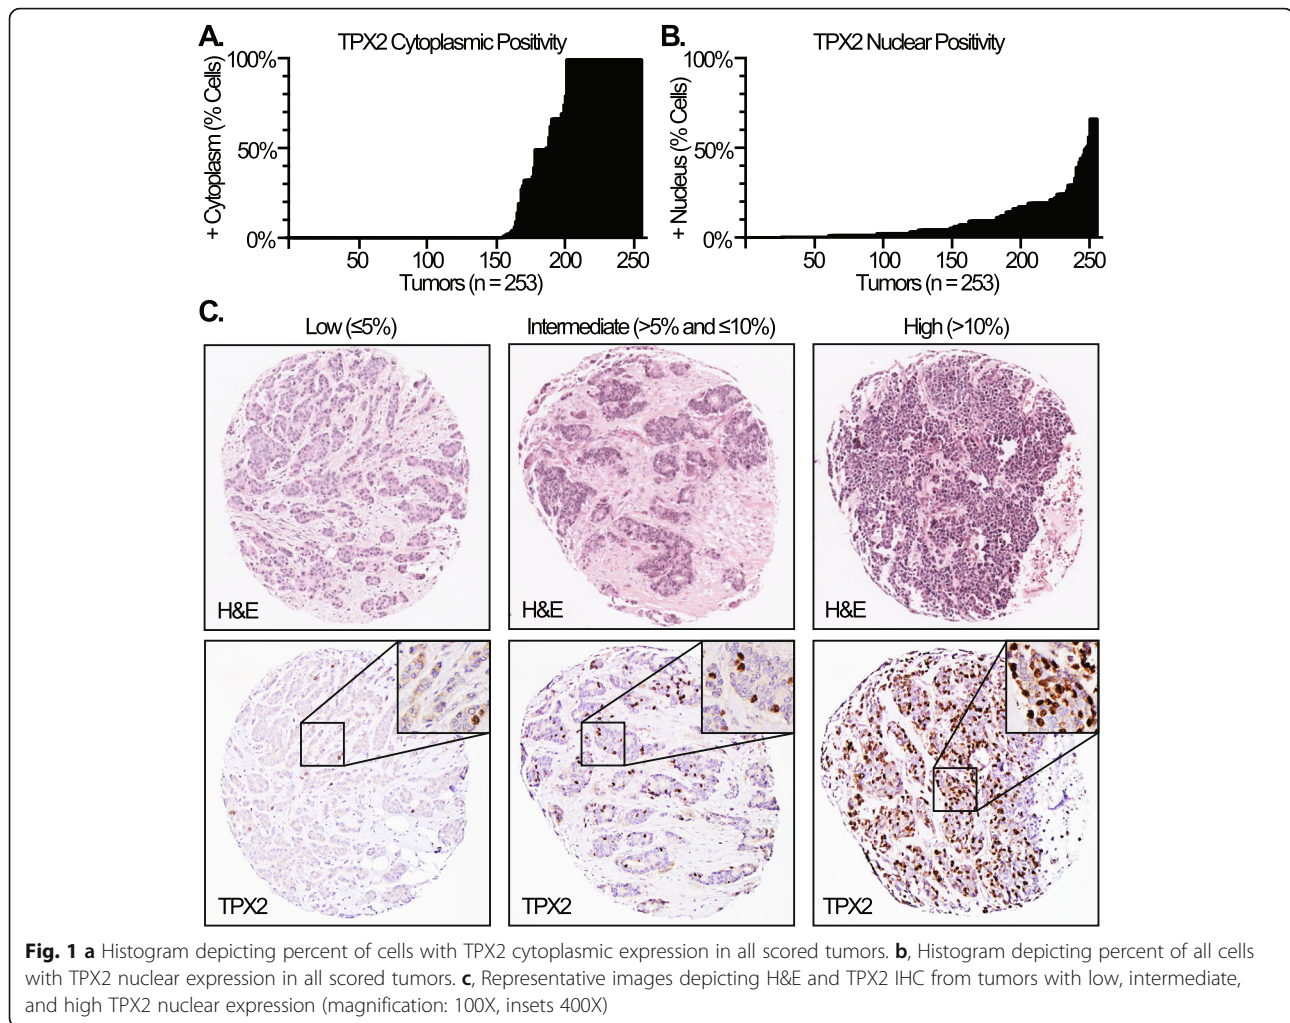 A.
TPX2 Cytoplasmic Positivity
100%
50%
0%
+ Cytoplasm (% Cells)
50
100
150
200
250
Tumors (n = 253)
B.
TPX2 Nuclear Positivity
100%
50%
0%
+ Nucleus (% Cells)
50
100
150
200
250
Tumors (n = 253)
C.
Low (≤5%)
Intermediate (>5% and ≤10%)
High (>10%)
H&E
H&E
H&E
TPX2
TPX2
TPX2
Fig. 1 a Histogram depicting percent of cells with TPX2 cytoplasmic expression in all scored tumors. b, Histogram depicting percent of all cells
with TPX2 nuclear expression in all scored tumors. c, Representative images depicting H&E and TPX2 IHC from tumors with low, intermediate,
and high TPX2 nuclear expression (magnification: 100X, insets 400X)